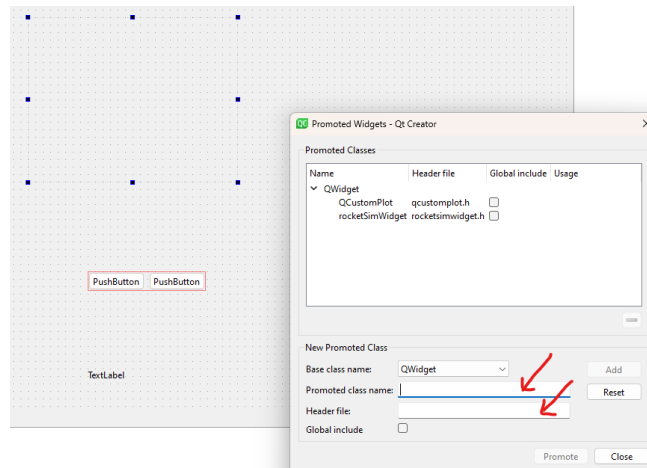 QC Promoted Widgets - Qt Creator
Promoted Classes
Name Header file Global include Usage
QWidget
QCustomPlot qcustomplot.h
rocketSimWidget rocketsimwidget.h
PushButton PushButton
New Promoted Class
Base class name: QWidget Add
TextLabel
Promoted class name: Reset
Header file:
Global include
Promote Close